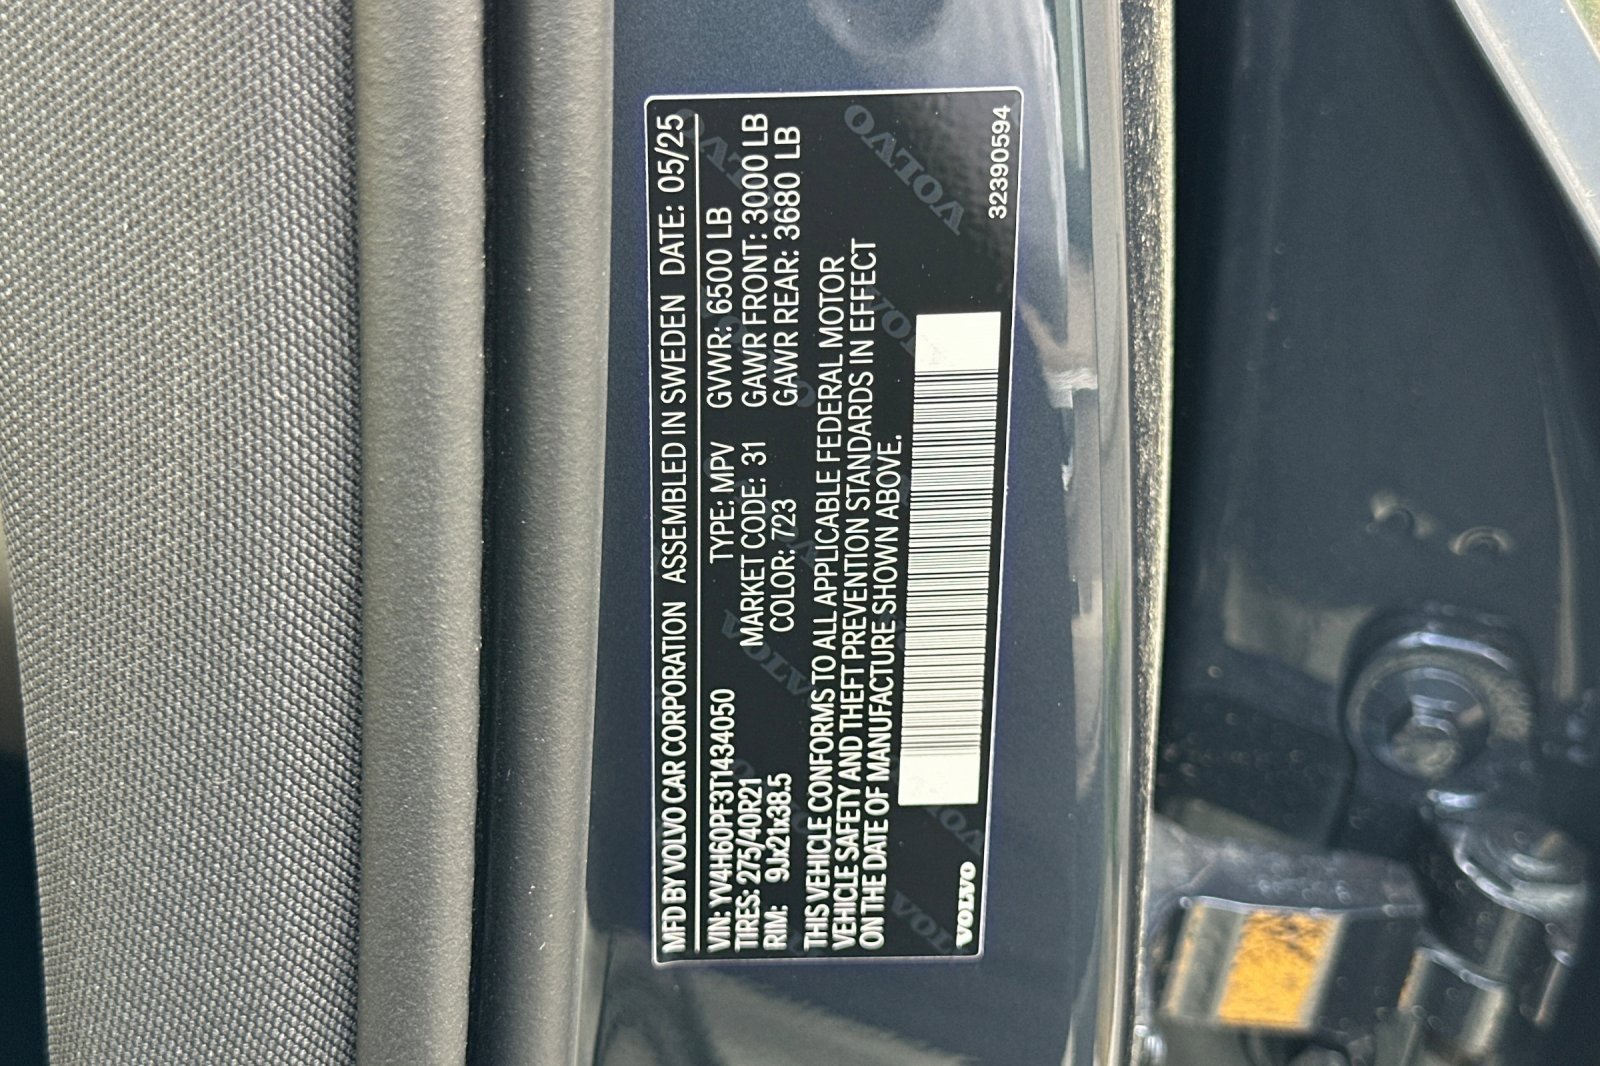 MFD BY VOLVO CAR CORPORATION ASSEMBLED IN SWEDEN DATE: 05/25
VIN: YV4H60PF3T1434050 TYPE: MPV GVWR: 6500 LB
TIRES: 275/40R21 MARKET CODE: 31 GAWR FRONT: 3000 LB
RIM: 9Jx21x38.5 COLOR: 723 GAWR REAR: 3680 LB
THIS VEHICLE CONFORMS TO ALL APPLICABLE FEDERAL MOTOR
VEHICLE SAFETY AND THEFT PREVENTION STANDARDS IN EFFECT
ON THE DATE OF MANUFACTURE SHOWN ABOVE.
VOLVO
32390594